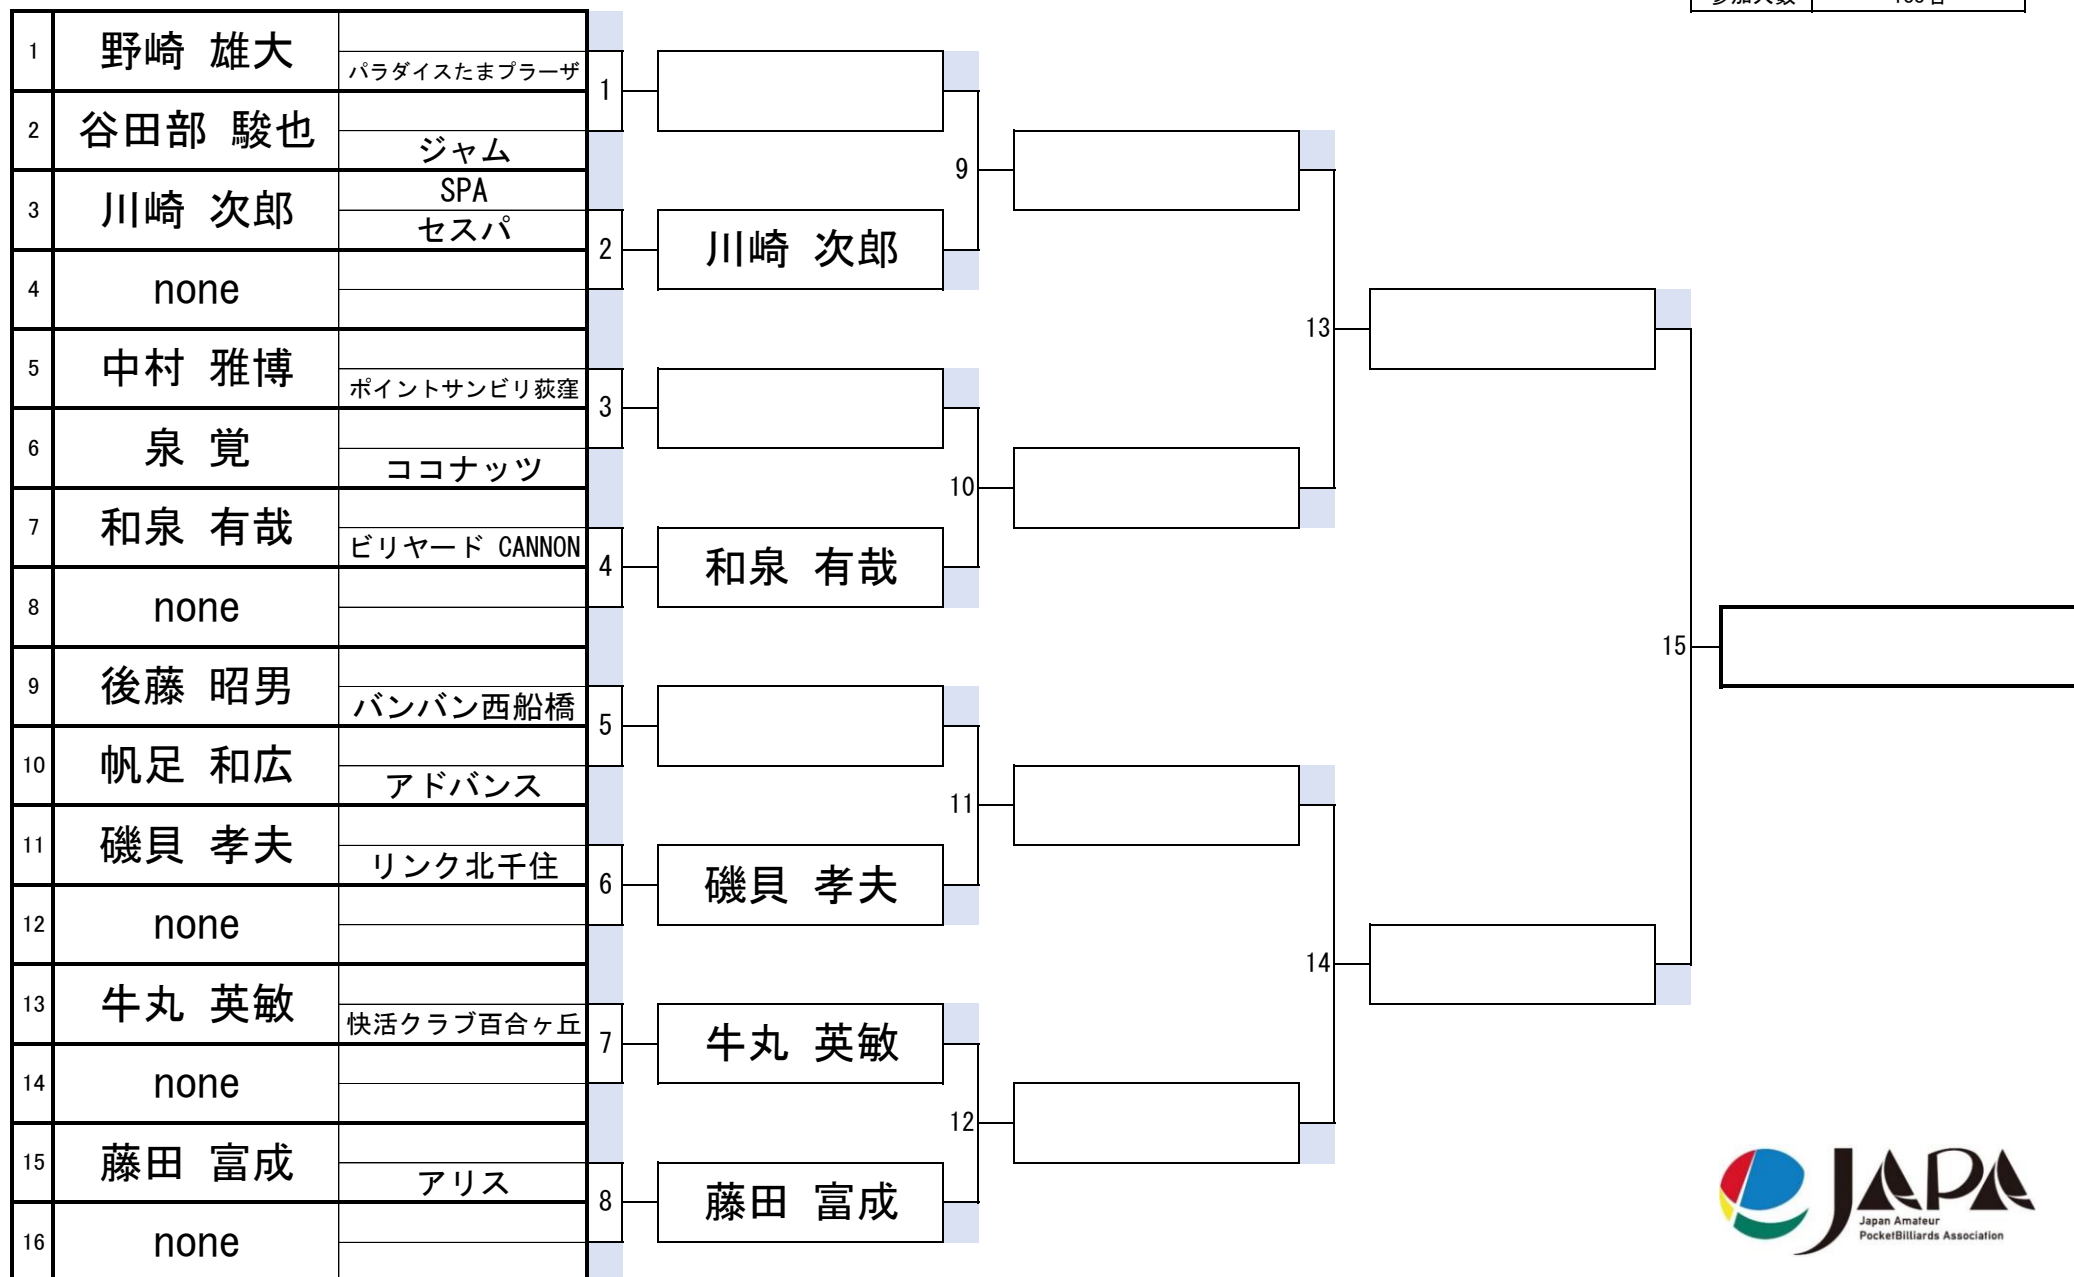 参加人数
1 野崎 雄大
パラダイスたまプラーザ
2 谷田部 駿也
ジャム
3 川崎 次郎
SPA
セスパ
4 none
5 中村 雅博
ポイントサンビリ荻窪
6 泉 覚
ココナッツ
7 和泉 有哉
ビリヤード CANNON
8 none
9 後藤 昭男
バンバン西船橋
10 帆足 和広
アドバンス
11 磯貝 孝夫
リンク北千住
12 none
13 牛丸 英敏
快活クラブ百合ヶ丘
14 none
15 藤田 富成
アリス
16 none
1
2 川崎 次郎
3
4 和泉 有哉
5
6 磯貝 孝夫
7 牛丸 英敏
8 藤田 富成
9
10
11
12
13
14
15
JAPA
Japan Amateur
PocketBilliards Association